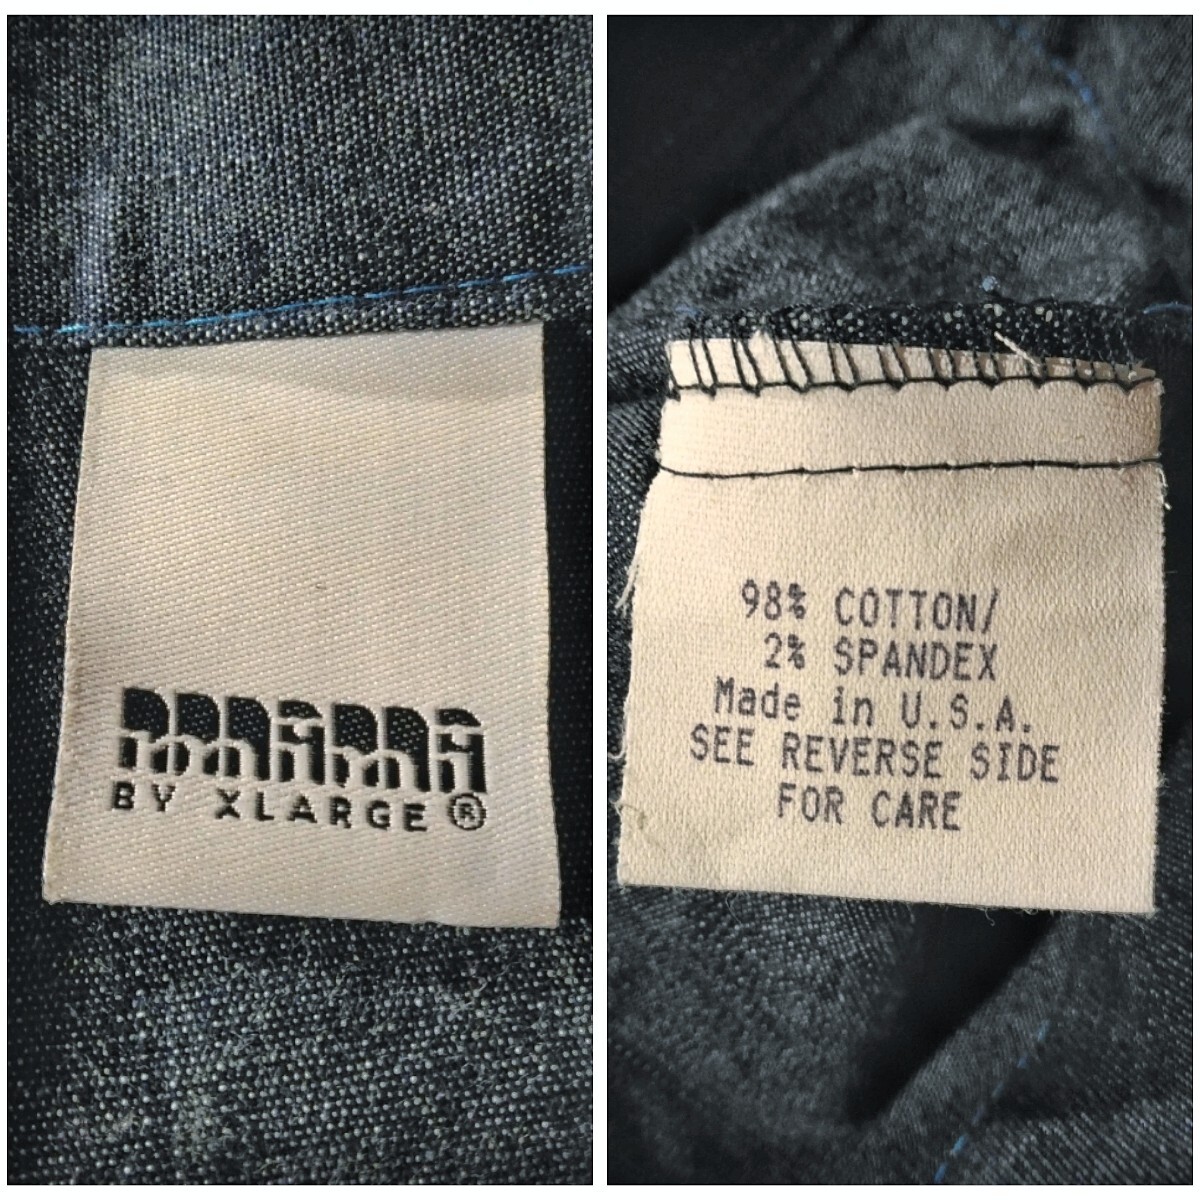 BY XLARGE®
98% COTTON/
2% SPANDEX
Made in U.S.A.
SEE REVERSE SIDE
FOR CARE